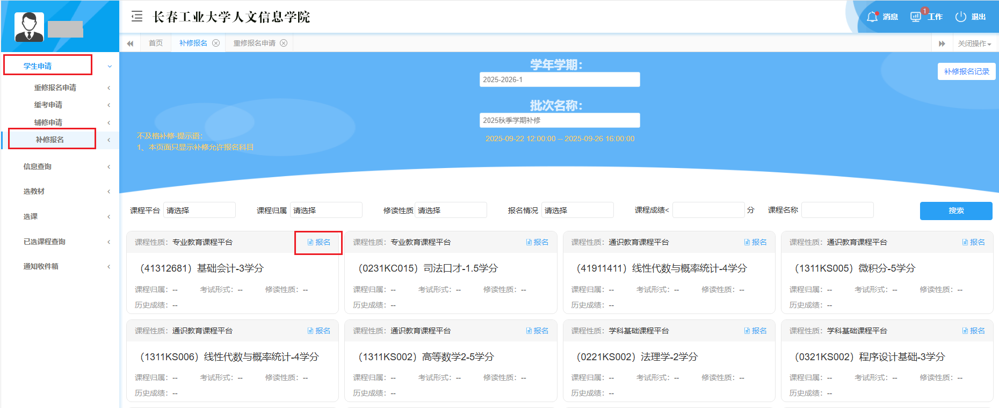 长春工业大学人文信息学院
消息
1
工作
退出
首页
补修报名
重修报名申请
关闭操作
学生申请
重修报名申请
缓考申请
辅修申请
补修报名
信息查询
选教材
选课
已选课程查询
通知收件箱
学年学期：
2025-2026-1
补修报名记录
批次名称：
2025秋季学期补修
2025-09-22 12:00:00 -- 2025-09-26 16:00:00
不及格补修-提示语：
1、本页面只显示补修允许报名科目
课程平台 请选择 课程归属 请选择 修读性质 请选择 报名情况 请选择 课程成绩< 分 课程名称 搜索
课程性质：专业教育课程平台 报名
（41312681）基础会计-3学分
课程归属：-- 考试形式：-- 修读性质：--
历史成绩：--
课程性质：专业教育课程平台 报名
（0231KC015）司法口才-1.5学分
课程归属：-- 考试形式：-- 修读性质：--
历史成绩：--
课程性质：通识教育课程平台 报名
（41911411）线性代数与概率统计-4学分
课程归属：-- 考试形式：-- 修读性质：--
历史成绩：--
课程性质：通识教育课程平台 报名
（1311KS005）微积分-5学分
课程归属：-- 考试形式：-- 修读性质：--
历史成绩：--
课程性质：通识教育课程平台 报名
（1311KS006）线性代数与概率统计-4学分
课程归属：-- 考试形式：-- 修读性质：--
历史成绩：--
课程性质：通识教育课程平台 报名
（1311KS002）高等数学2-5学分
课程归属：-- 考试形式：-- 修读性质：--
历史成绩：--
课程性质：学科基础课程平台 报名
（0221KS002）法理学-2学分
课程归属：-- 考试形式：-- 修读性质：--
历史成绩：--
课程性质：学科基础课程平台 报名
（0321KS002）程序设计基础-3学分
课程归属：-- 考试形式：-- 修读性质：--
历史成绩：--